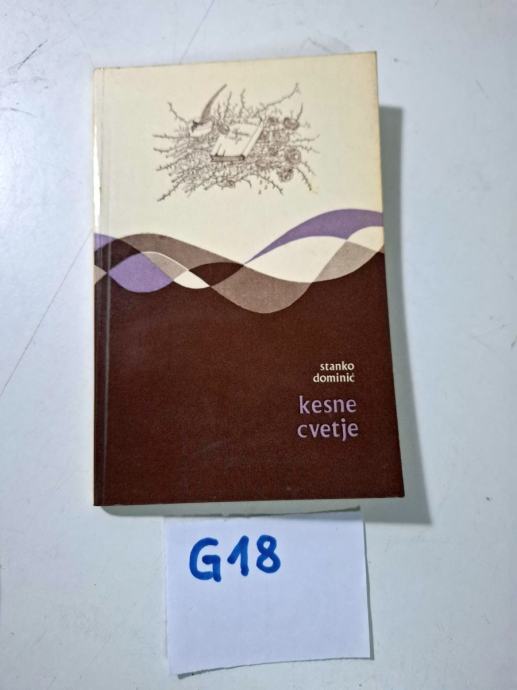 stanko
dominić
kesne
cvetje
G18